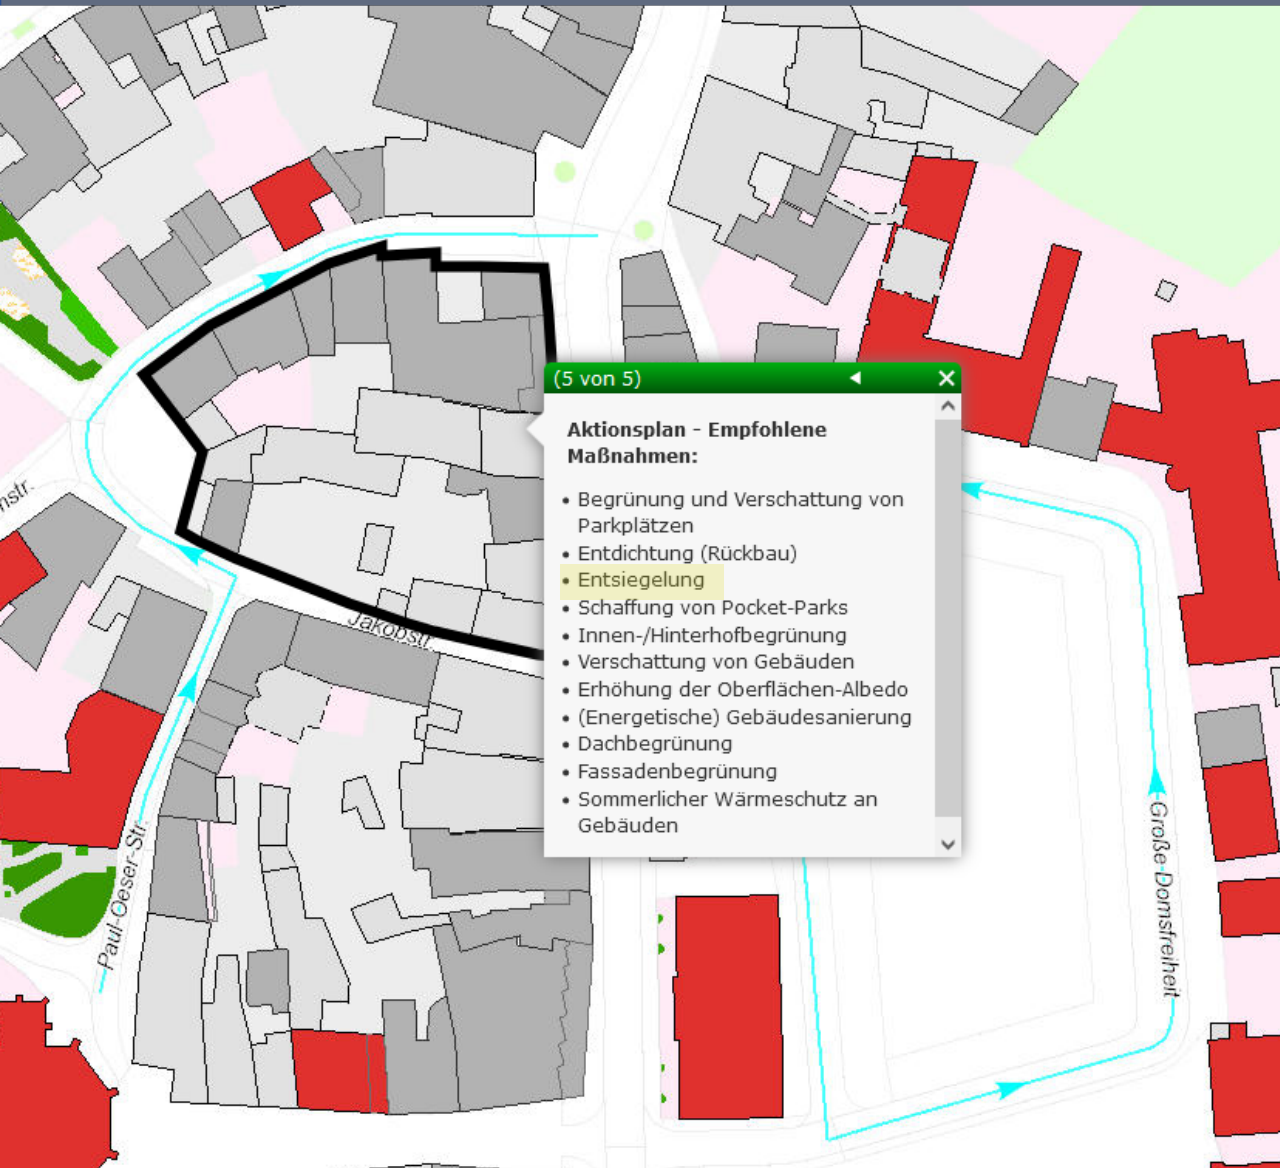 (5 von 5)
Aktionsplan - Empfohlene
Maßnahmen:
• Begrünung und Verschattung von
Parkplätzen
• Entdichtung (Rückbau)
• Entsiegelung
• Schaffung von Pocket-Parks
• Innen-/Hinterhofbegrünung
• Verschattung von Gebäuden
• Erhöhung der Oberflächen-Albedo
• (Energetische) Gebäudesanierung
• Dachbegrünung
• Fassadenbegrünung
• Sommerlicher Wärmeschutz an
Gebäuden
Jakobstr.
Paul-Oeser-Str.
Große-Domsfreiheit